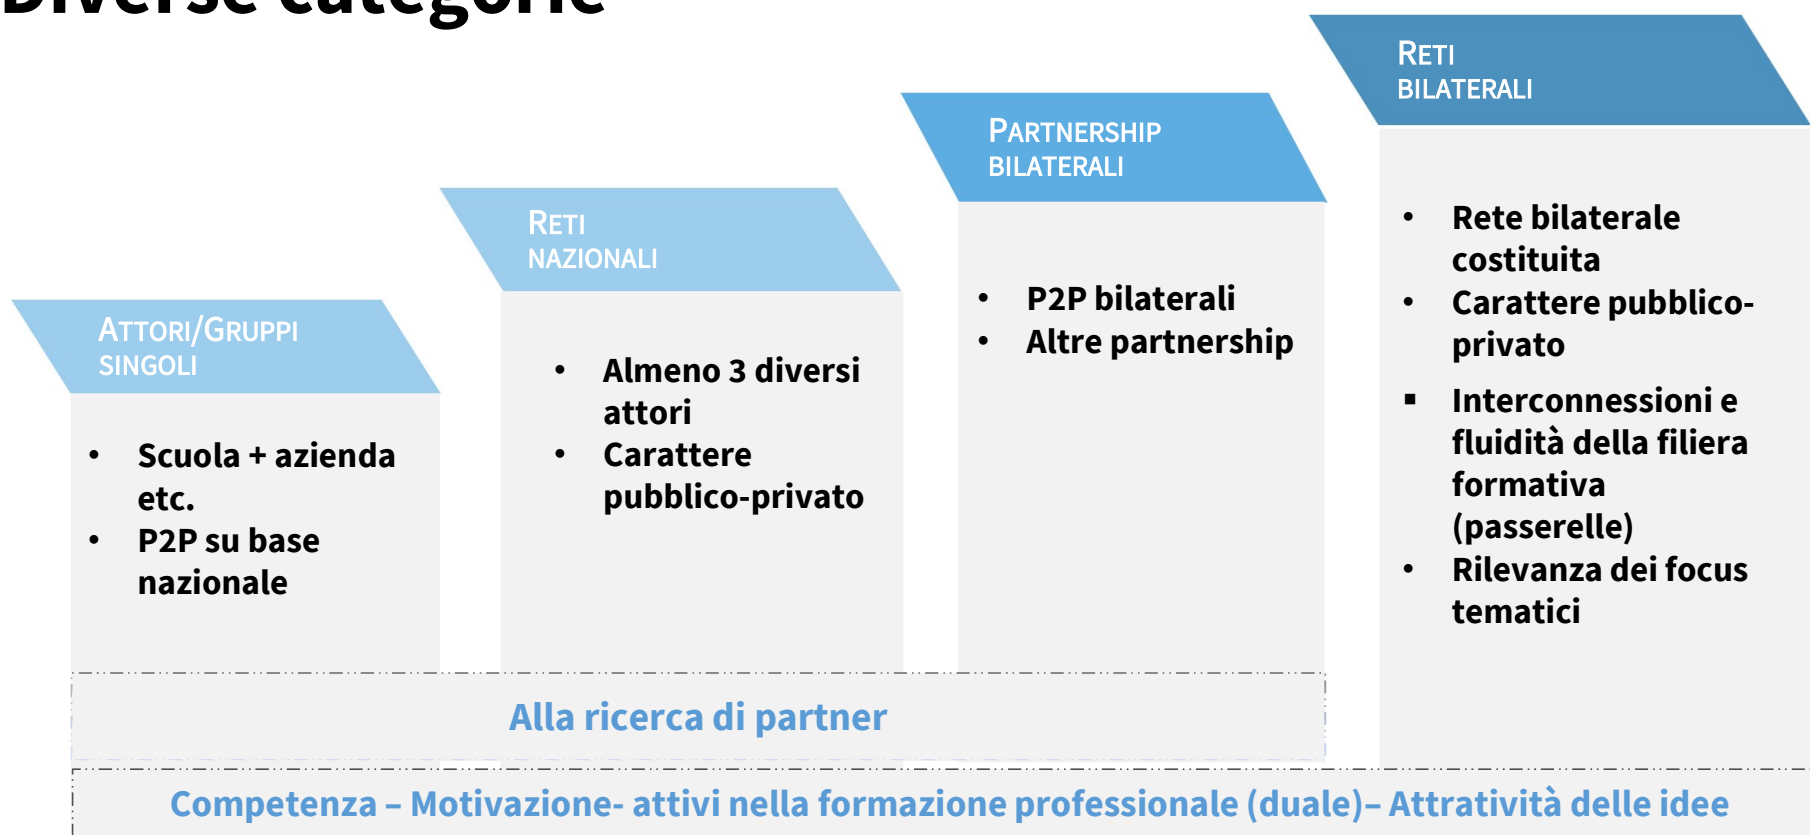 Diverse categorie
ATTORI/GRUPPI
SINGOLI
• Scuola + azienda
etc.
• P2P su base
nazionale
RETI
NAZIONALI
• Almeno 3 diversi
attori
• Carattere
pubblico-privato
PARTNERSHIP
BILATERALI
• P2P bilaterali
• Altre partnership
RETI
BILATERALI
• Rete bilaterale
costituita
• Carattere pubblico-
privato
▪ Interconnessioni e
fluidità della filiera
formativa
(passerelle)
• Rilevanza dei focus
tematici
Alla ricerca di partner
Competenza – Motivazione- attivi nella formazione professionale (duale)– Attratività delle idee